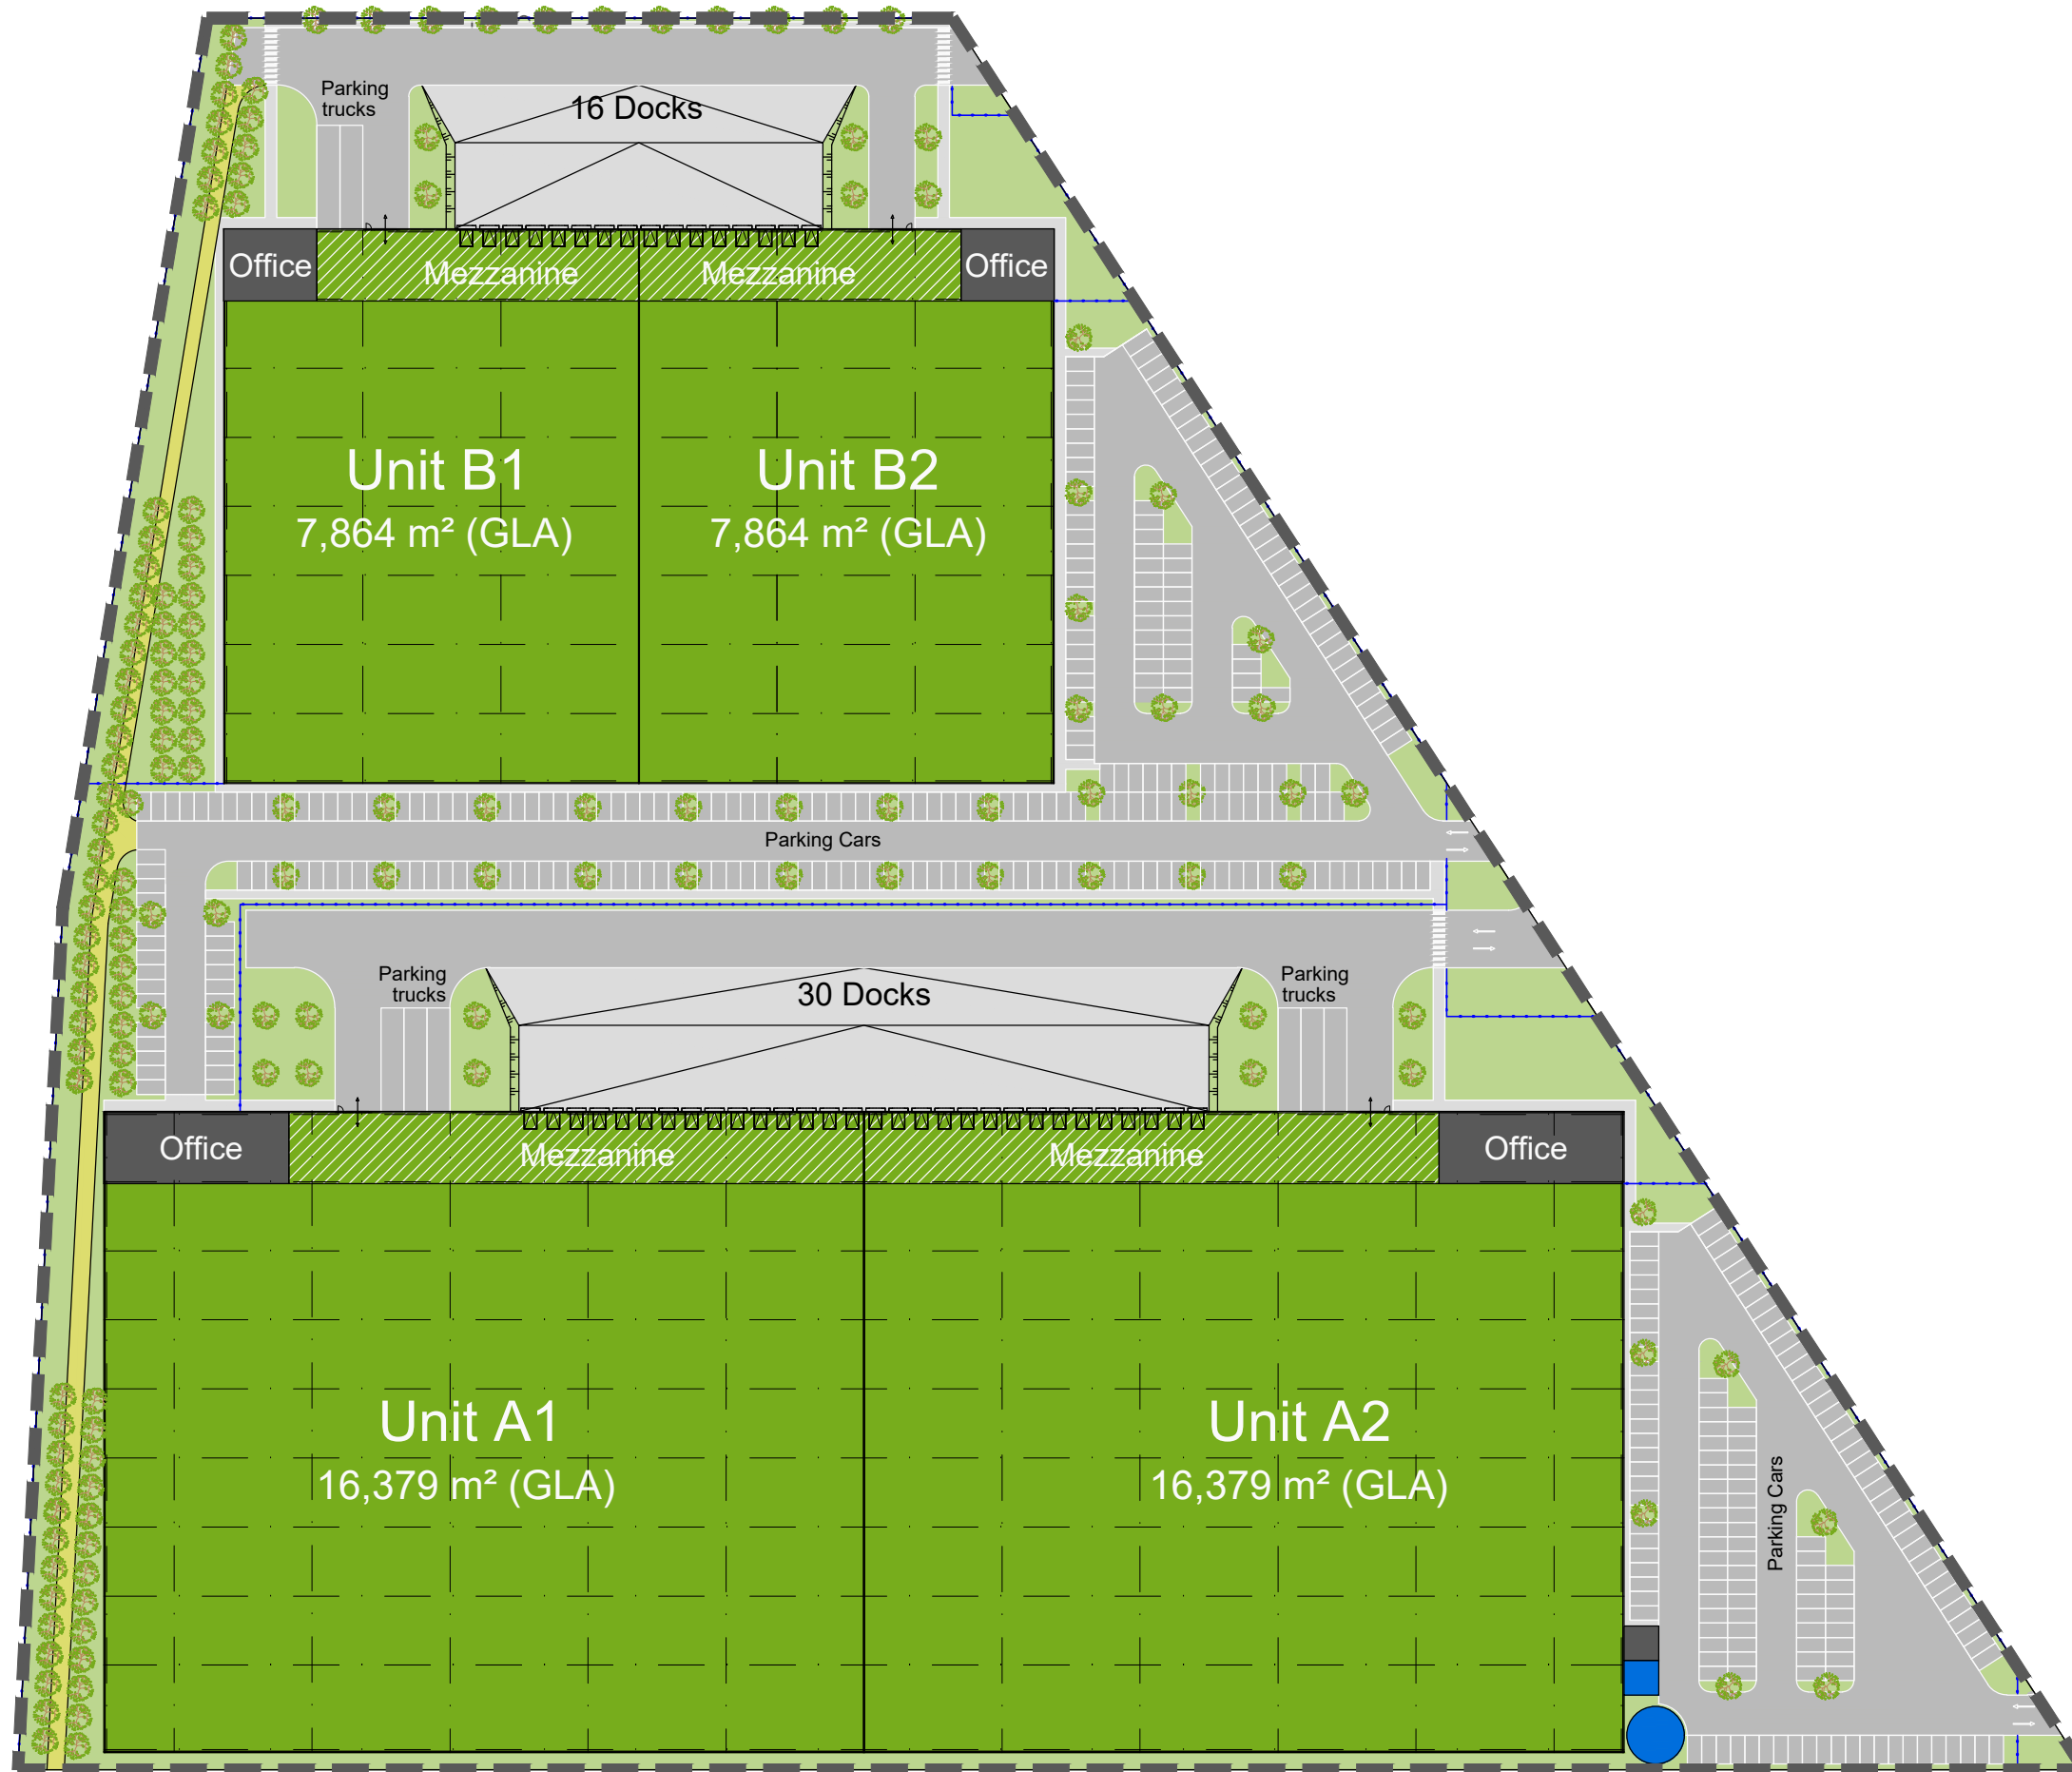 Parking
trucks
16 Docks
Office
Mezzanine
Mezzanine
Office
Unit B1
7,864 m² (GLA)
Unit B2
7,864 m² (GLA)
Parking Cars
Parking
trucks
30 Docks
Parking
trucks
Office
Mezzanine
Mezzanine
Office
Unit A1
16,379 m² (GLA)
Unit A2
16,379 m² (GLA)
Parking Cars